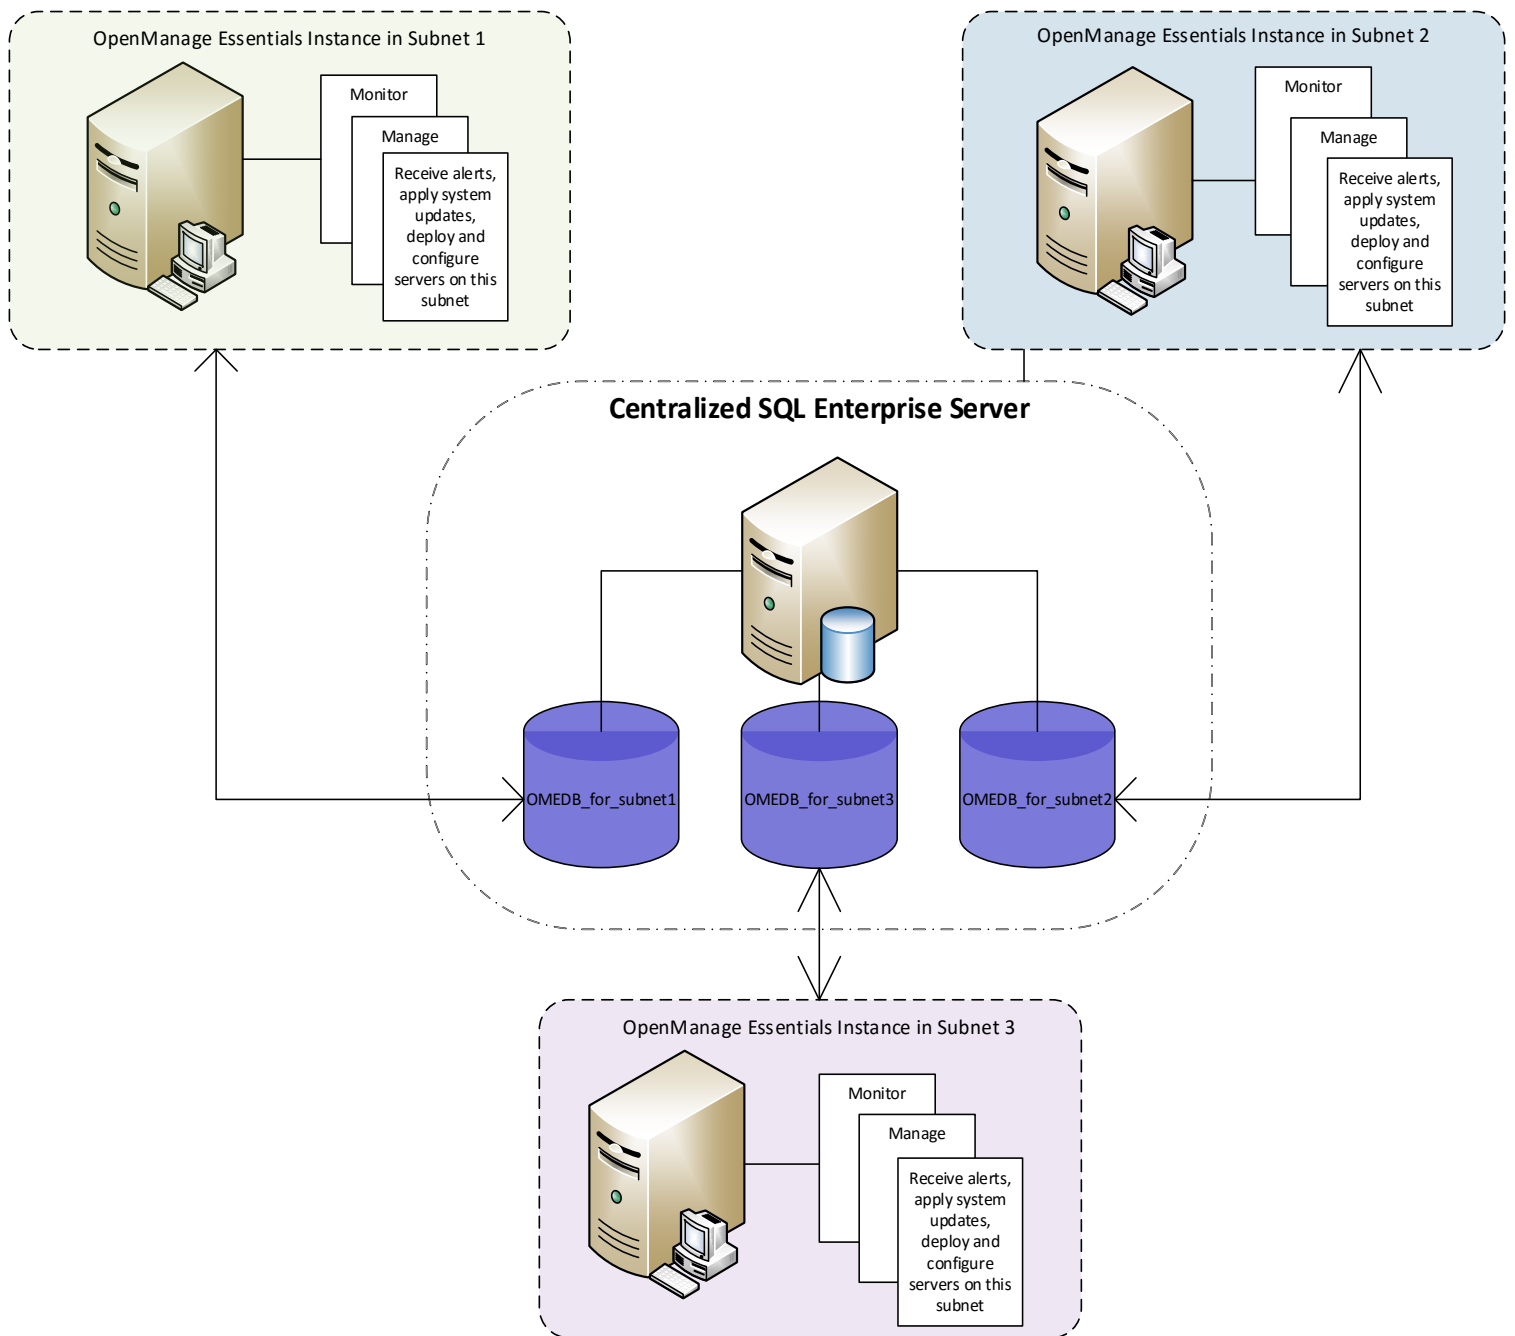 OpenManage Essentials Instance in Subnet 1
Monitor
Manage
Receive alerts,
apply system
updates,
deploy and
configure
servers on this
subnet
OpenManage Essentials Instance in Subnet 2
Monitor
Manage
Receive alerts,
apply system
updates,
deploy and
configure
servers on this
subnet
Centralized SQL Enterprise Server
OMEDB_for_subnet1
OMEDB_for_subnet3
OMEDB_for_subnet2
OpenManage Essentials Instance in Subnet 3
Monitor
Manage
Receive alerts,
apply system
updates,
deploy and
configure
servers on this
subnet